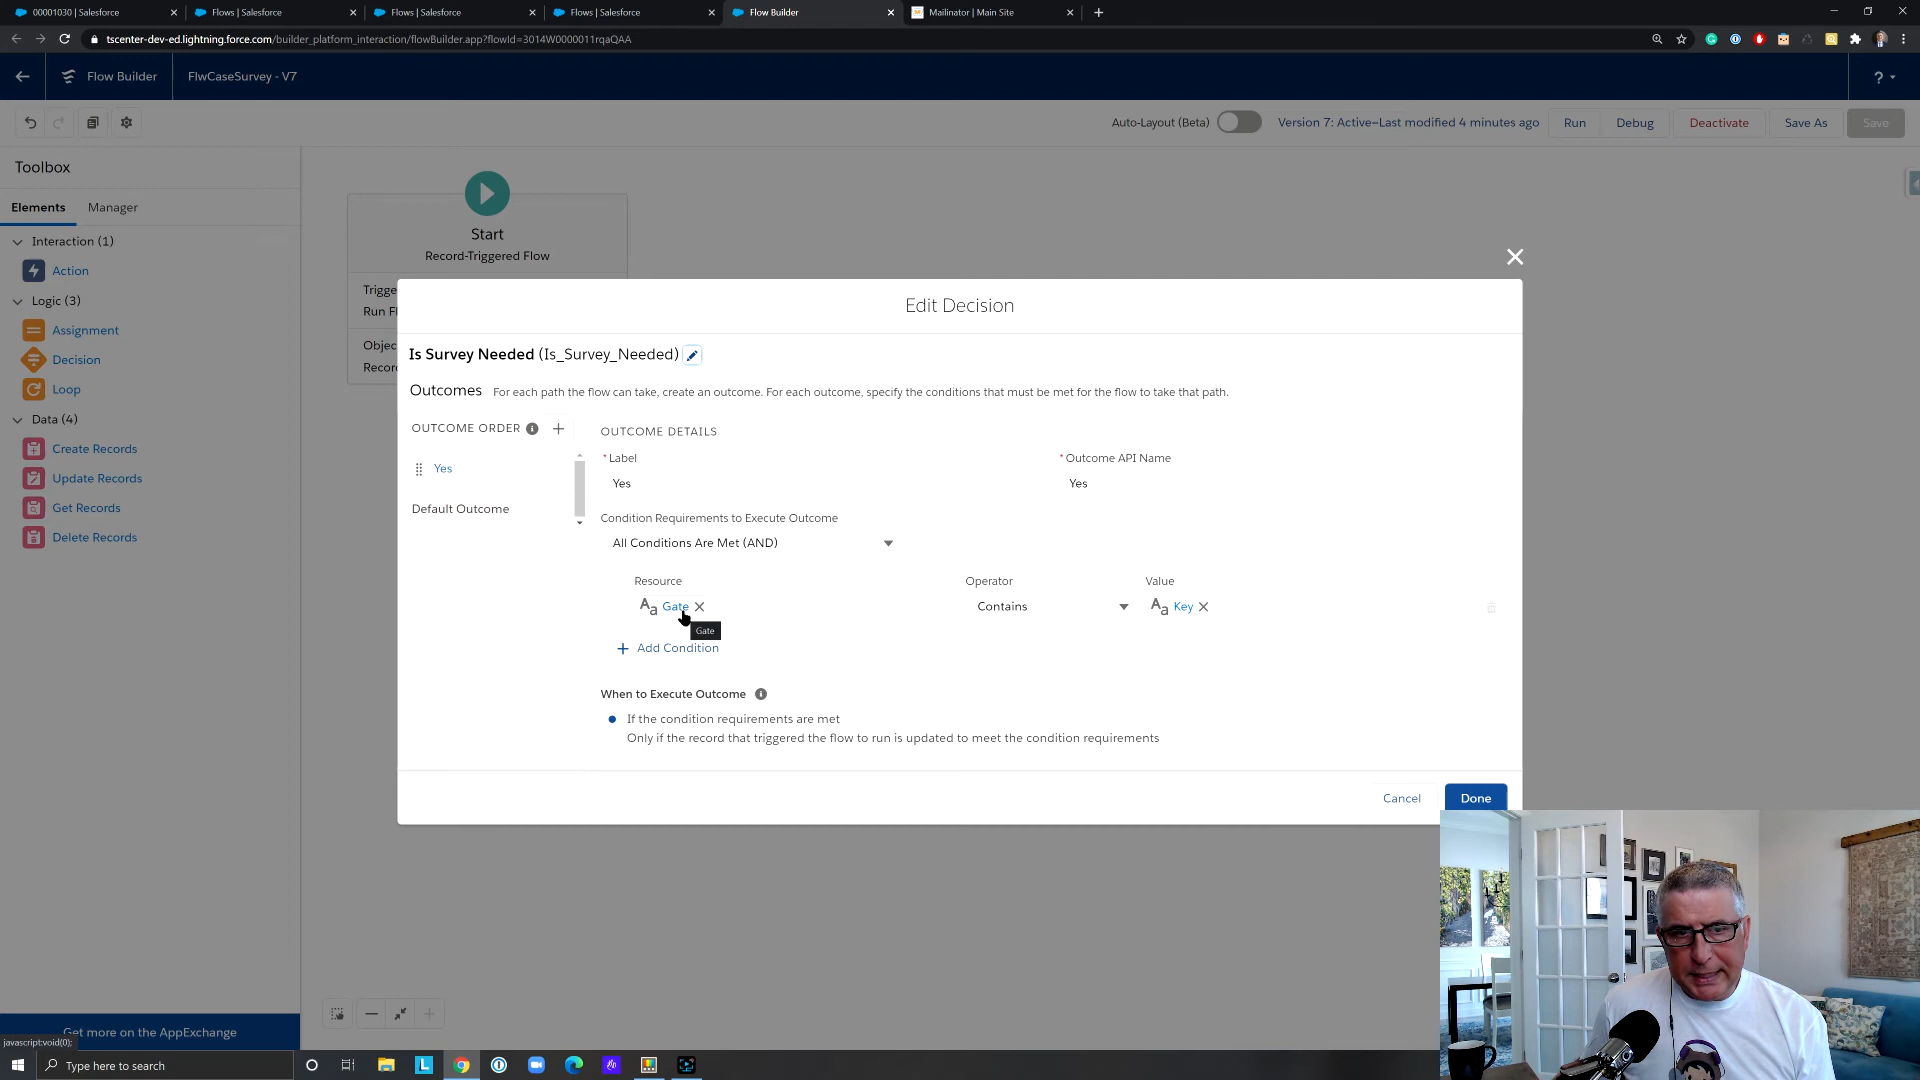 00001030 | Salesforce
Flows | Salesforce
Flows | Salesforce
Flows | Salesforce
Flow Builder
Mailinator | Main Site
tscenter-dev-ed.lightning.force.com/builder_platform_interaction/flowBuilder.app?flowId=3014W0000011rqaQAA
Flow Builder
FlwCaseSurvey - V7
?
Auto-Layout (Beta)
Version 7: Active—Last modified 4 minutes ago
Run
Debug
Deactivate
Save As
Save
Toolbox
Elements
Manager
Interaction (1)
Action
Logic (3)
Assignment
Decision
Loop
Data (4)
Create Records
Update Records
Get Records
Delete Records
Get more on the AppExchange
javascript:void(0);
Start
Record-Triggered Flow
Trigge
Run Fl
Objec
Recor
Edit Decision
Is Survey Needed (Is_Survey_Needed)
Outcomes For each path the flow can take, create an outcome. For each outcome, specify the conditions that must be met for the flow to take that path.
OUTCOME ORDER
Yes
Default Outcome
OUTCOME DETAILS
* Label
Yes
* Outcome API Name
Yes
Condition Requirements to Execute Outcome
All Conditions Are Met (AND)
Resource
Operator
Value
Aa Gate
Contains
Aa Key
Gate
Add Condition
When to Execute Outcome
If the condition requirements are met
Only if the record that triggered the flow to run is updated to meet the condition requirements
Cancel
Done
Type here to search